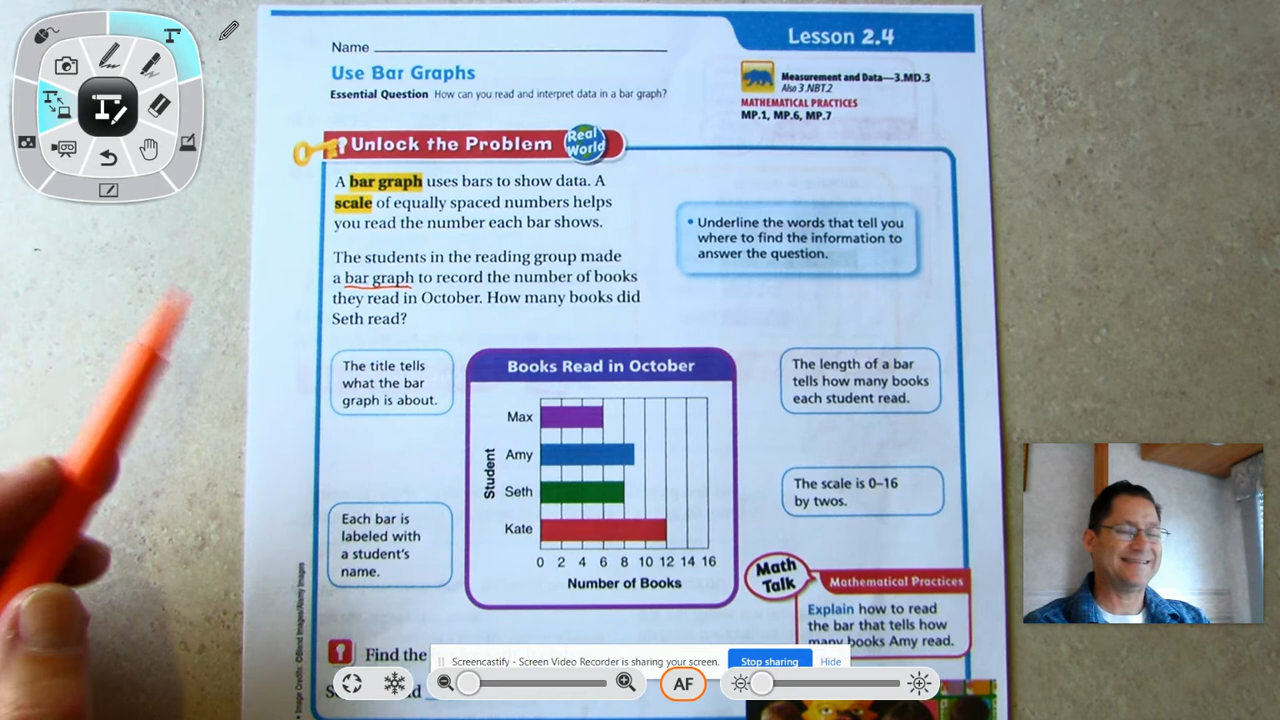 Lesson 2.4
Name
Use Bar Graphs
Essential Question How can you read and interpret data in a bar graph?
Measurement and Data—3.MD.3
Also 3.NBT.2
MATHEMATICAL PRACTICES
MP.1, MP.6, MP.7
Unlock the Problem
Real
World
A bar graph uses bars to show data. A
scale of equally spaced numbers helps
you read the number each bar shows.
• Underline the words that tell you
where to find the information to
answer the question.
The students in the reading group made
a bar graph to record the number of books
they read in October. How many books did
Seth read?
The title tells
what the bar
graph is about.
Books Read in October
The length of a bar
tells how many books
each student read.
Student
Max
Amy
Seth
Kate
0 2 4 6 8 10 12 14 16
Number of Books
The scale is 0–16
by twos.
Each bar is
labeled with
a student's
name.
Math
Talk
Mathematical Practices
Explain how to read
the bar that tells how
many books Amy read.
Find the
Screencastify - Screen Video Recorder is sharing your screen.
Stop sharing
Hide
AF
• Image Credits: ©Blend Images/Alamy Images